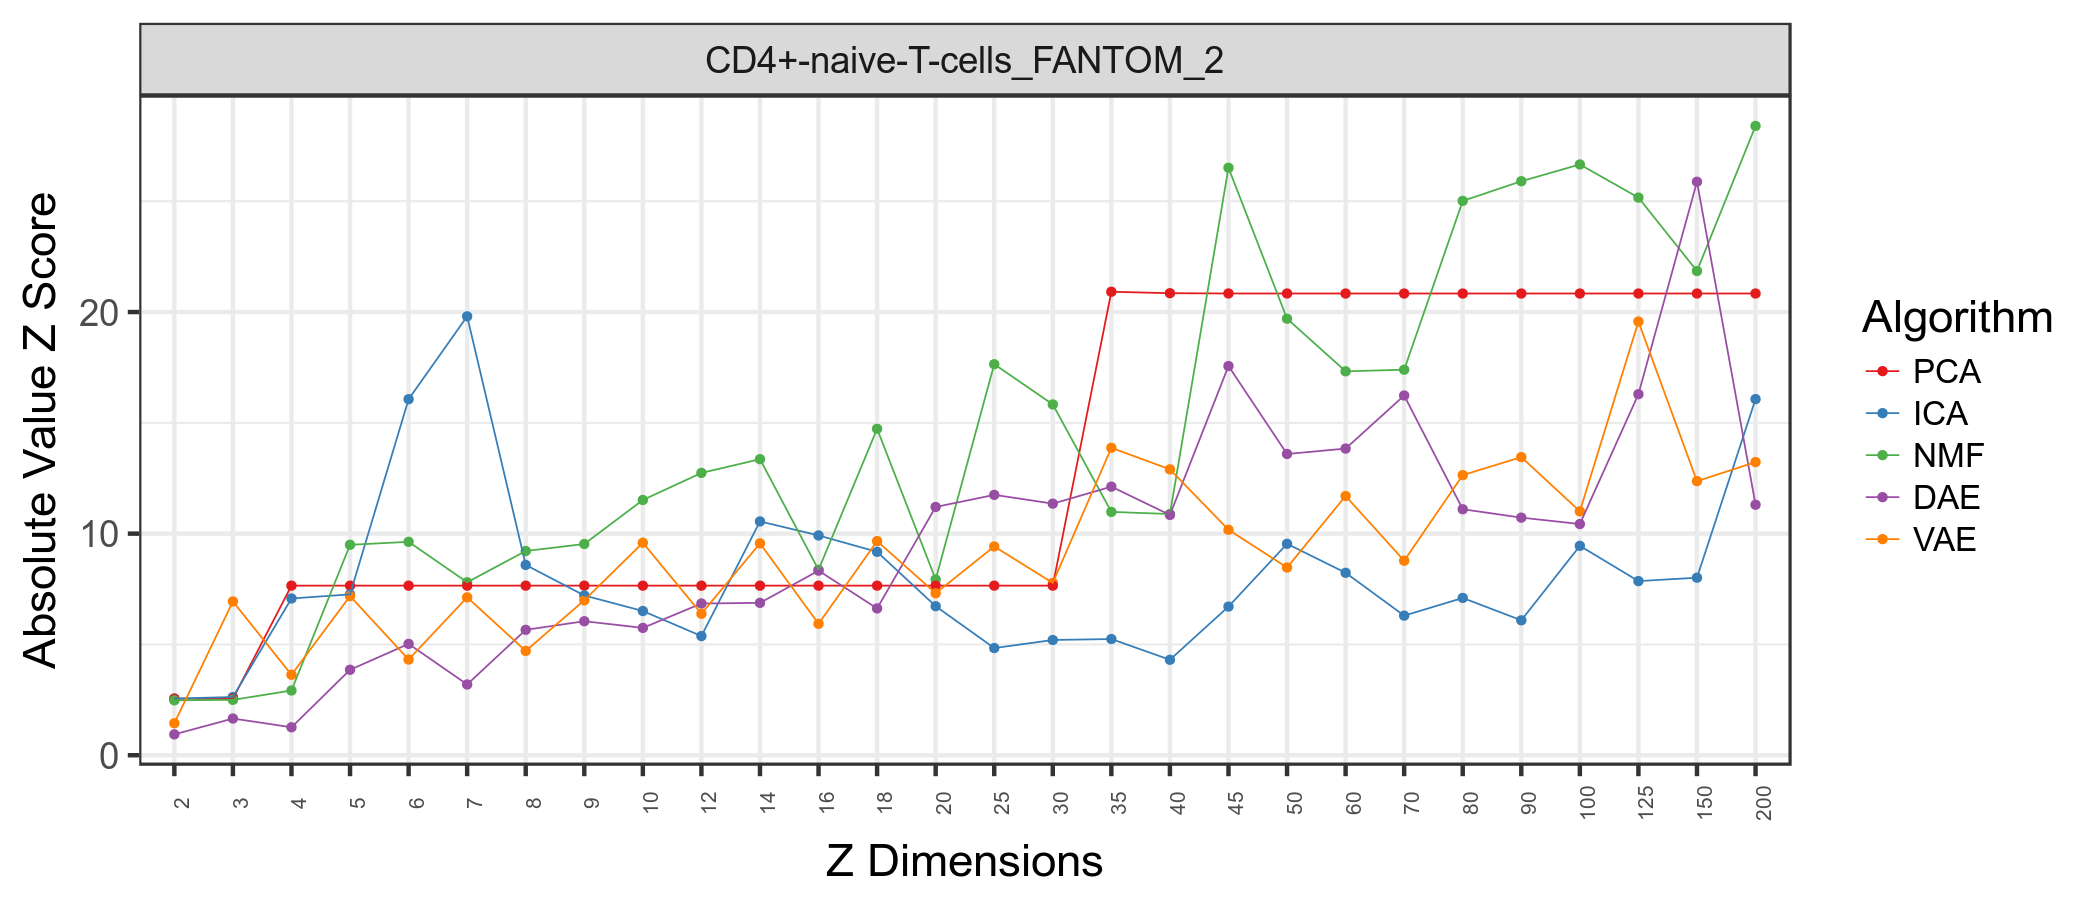 CD4+-naive-T-cells_FANTOM_2
Absolute Value Z Score
20
10
0
2 3 4 5 6 7 8 9 10 12 14 16 18 20 25 30 35 40 45 50 60 70 80 90 100 125 150 200
Z Dimensions
Algorithm
PCA
ICA
NMF
DAE
VAE